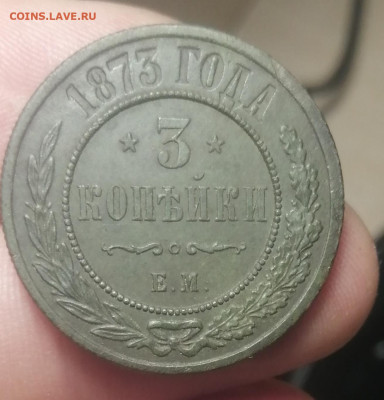 COINS.LAVE.RU
1873 ГОДА
3
КОПѢЙКИ
Е.М.